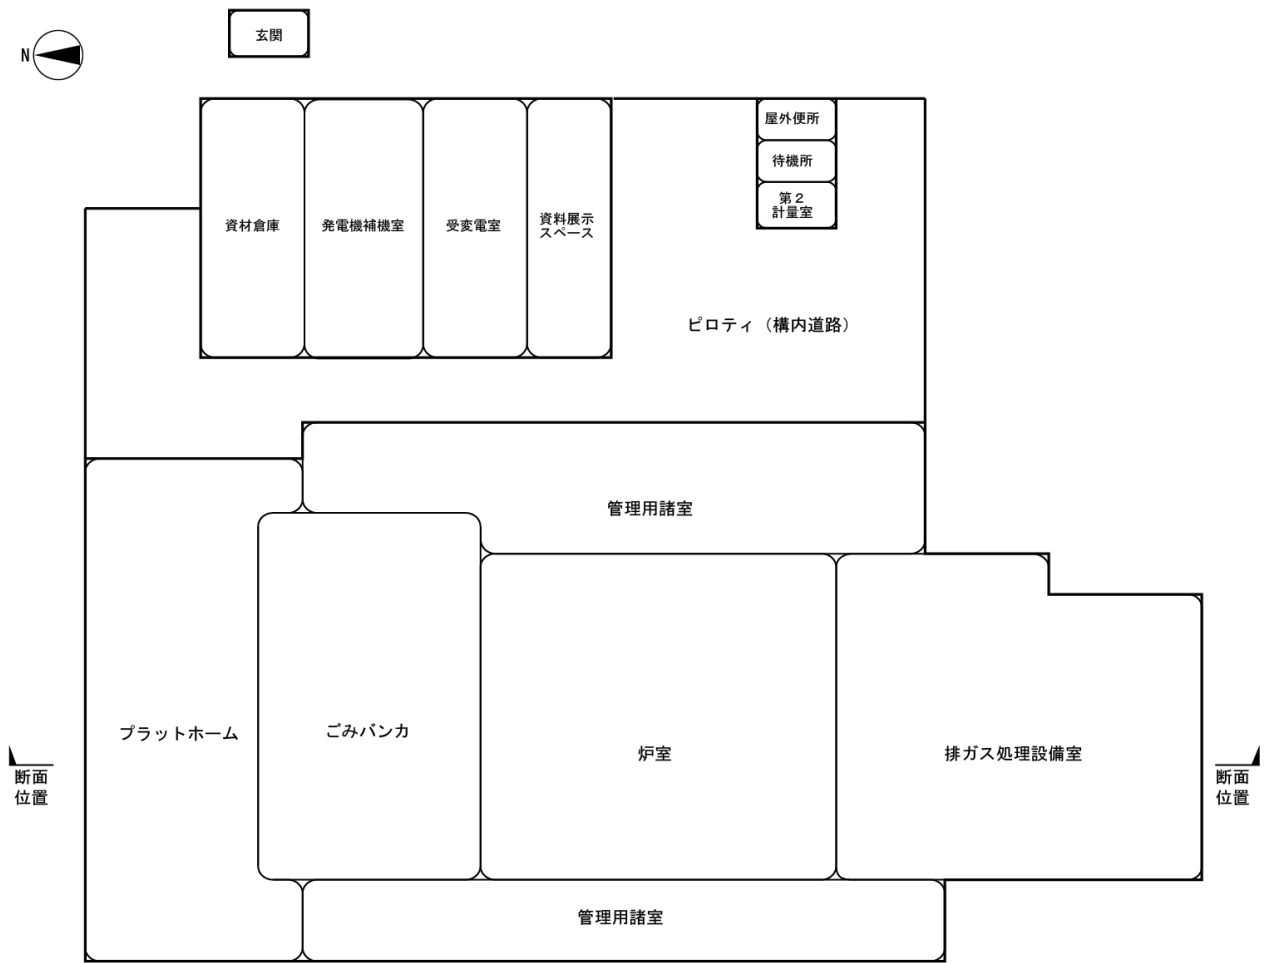 玄関
N
屋外便所
待機所
第２
計量室
資材倉庫
発電機補機室
受変電室
資料展示
スペース
ピロティ（構内道路）
管理用諸室
プラットホーム
ごみバンカ
炉室
排ガス処理設備室
断面
位置
断面
位置
管理用諸室